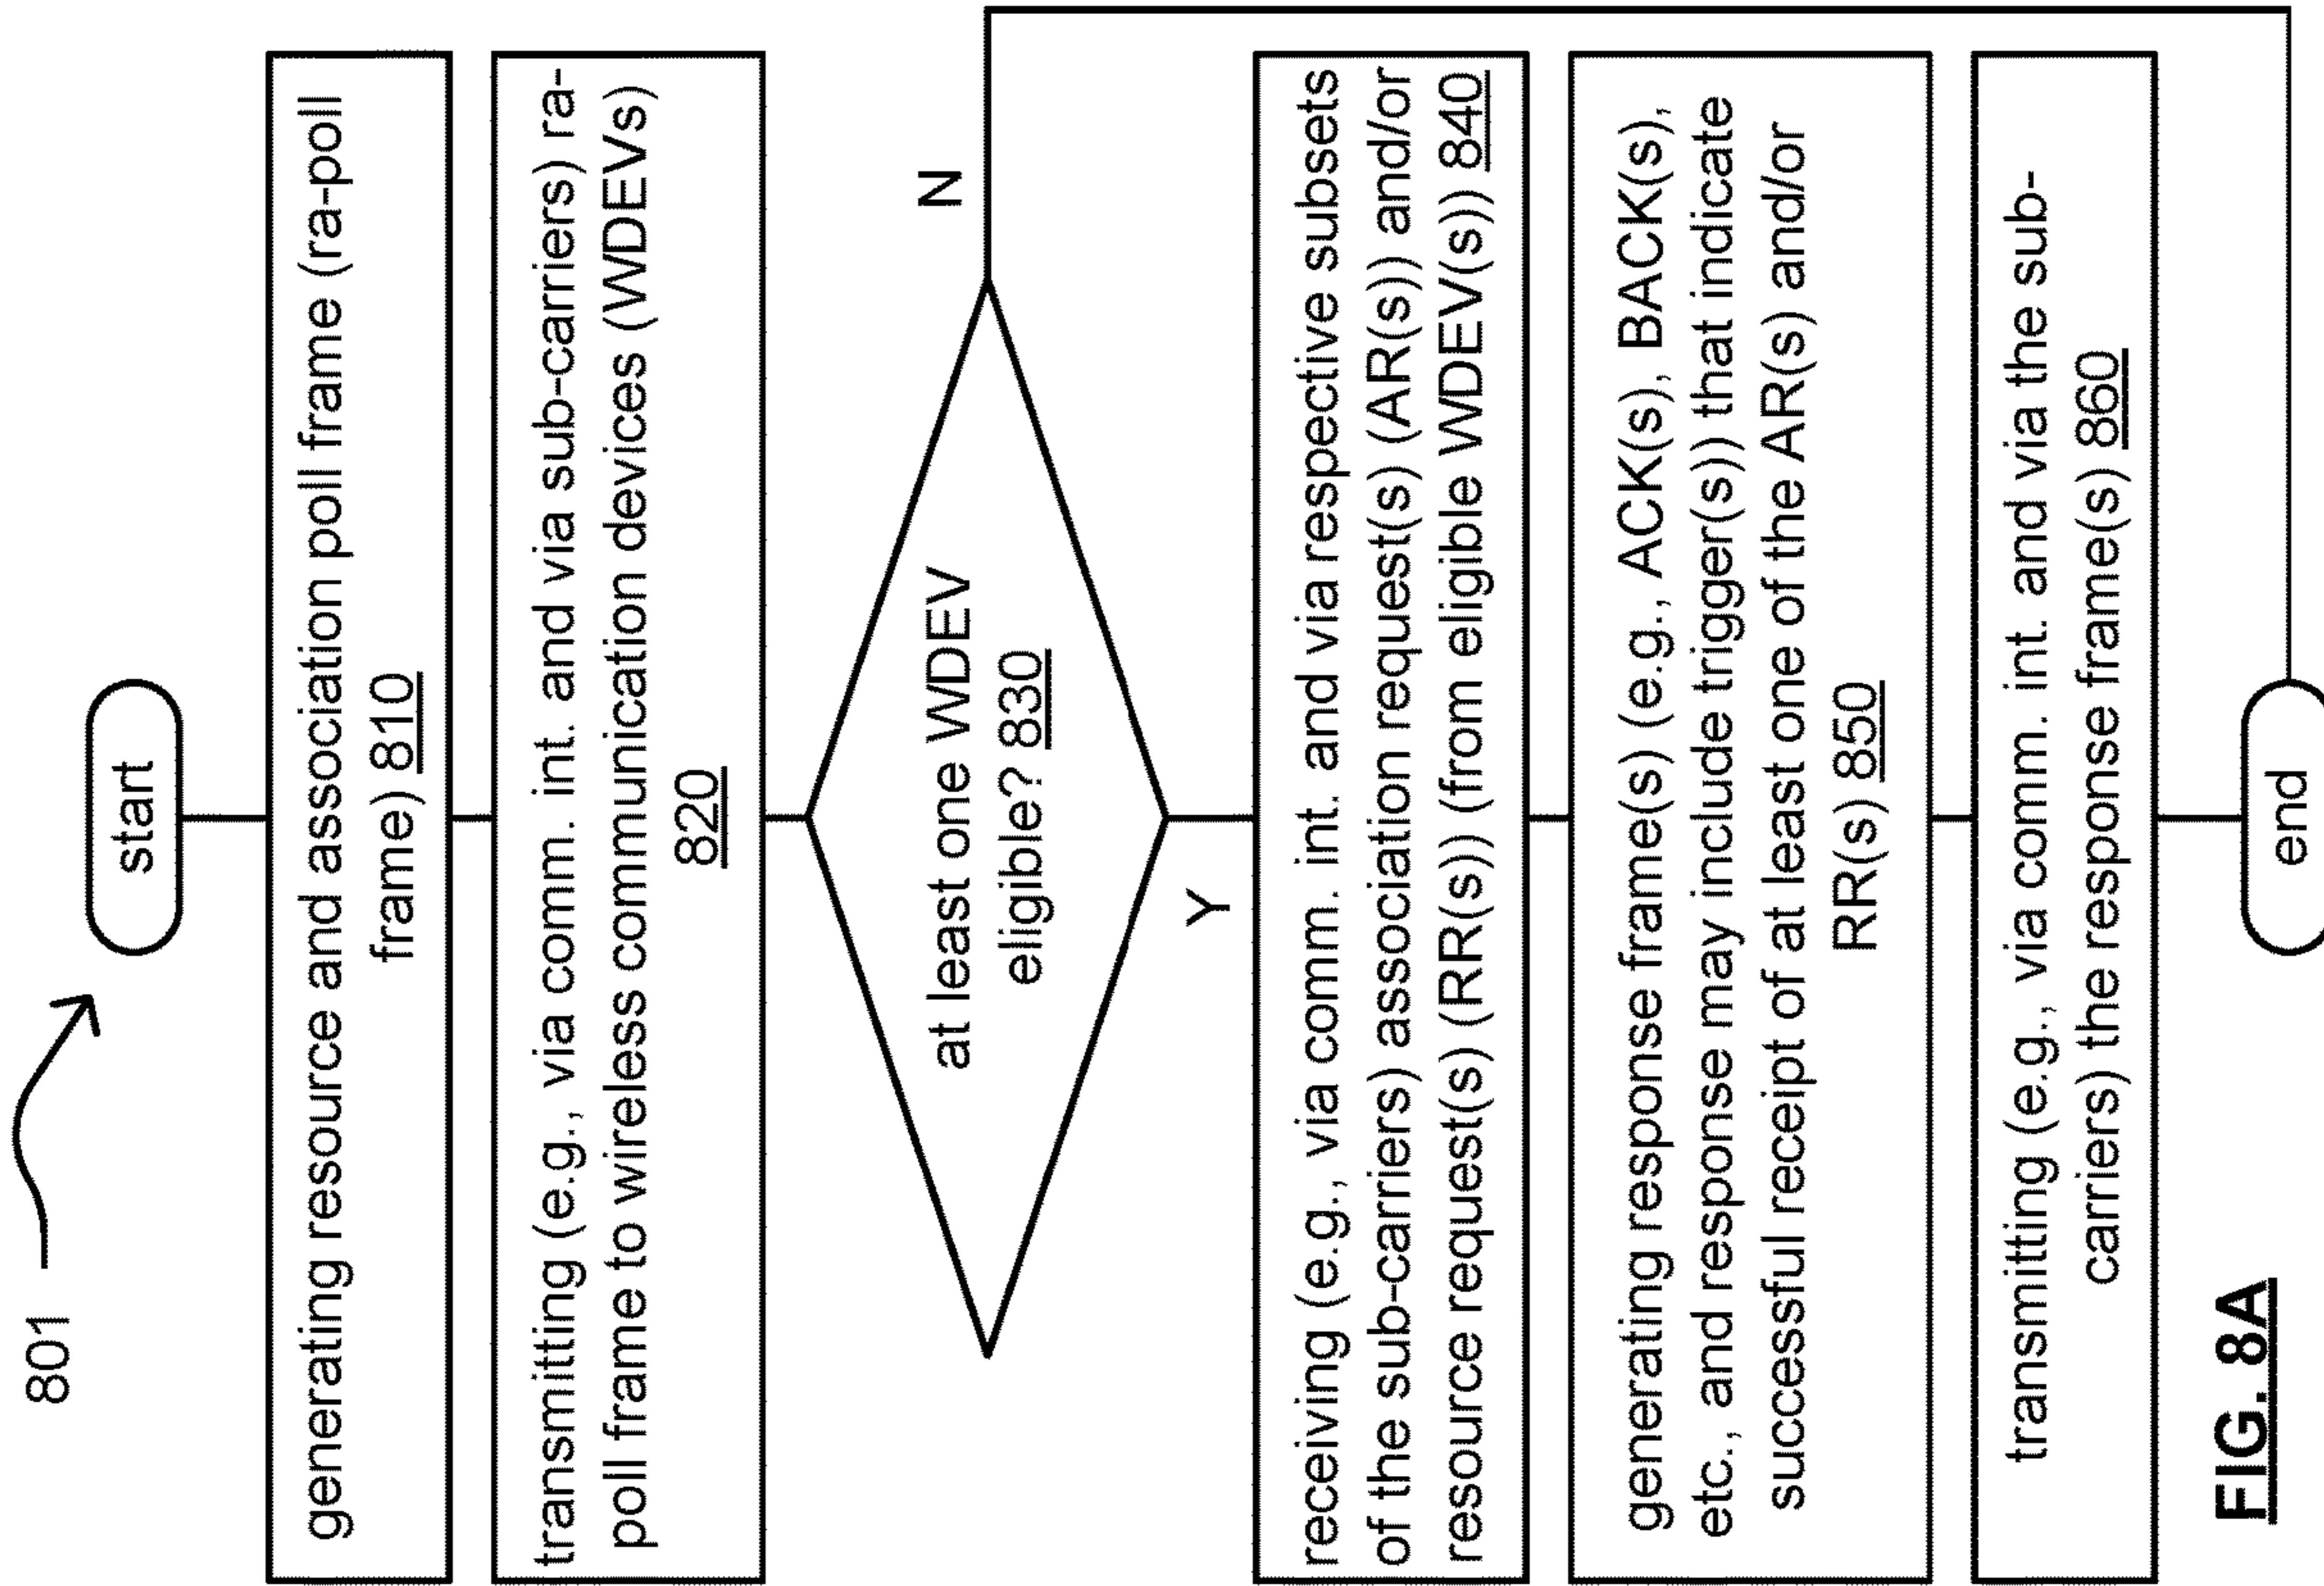 801
start
generating resource and association poll frame (ra-poll
frame) 810
transmitting (e.g., via comm. int. and via sub-carriers) ra-
poll frame to wireless communication devices (WDEVs)
820
at least one WDEV
eligible? 830
N
Y
receiving (e.g., via comm. int. and via respective subsets
of the sub-carriers) association request(s) (AR(s)) and/or
resource request(s) (RR(s)) (from eligible WDEV(s)) 840
generating response frame(s) (e.g., ACK(s), BACK(s),
etc., and response may include trigger(s)) that indicate
successful receipt of at least one of the AR(s) and/or
RR(s) 850
transmitting (e.g., via comm. int. and via the sub-
carriers) the response frame(s) 860
end
FIG. 8A